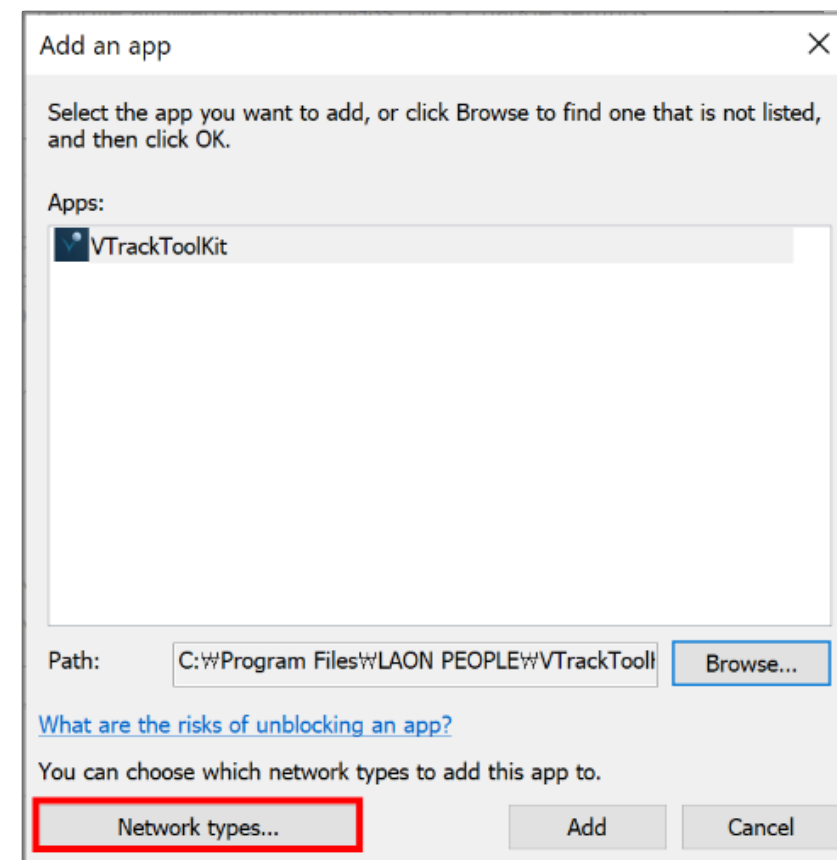 Add an app
Select the app you want to add, or click Browse to find one that is not listed,
and then click OK.
Apps:
VTrackToolKit
Path: C:₩Program Files₩LAON PEOPLE₩VTrackToolK Browse...
What are the risks of unblocking an app?
You can choose which network types to add this app to.
Network types... Add Cancel